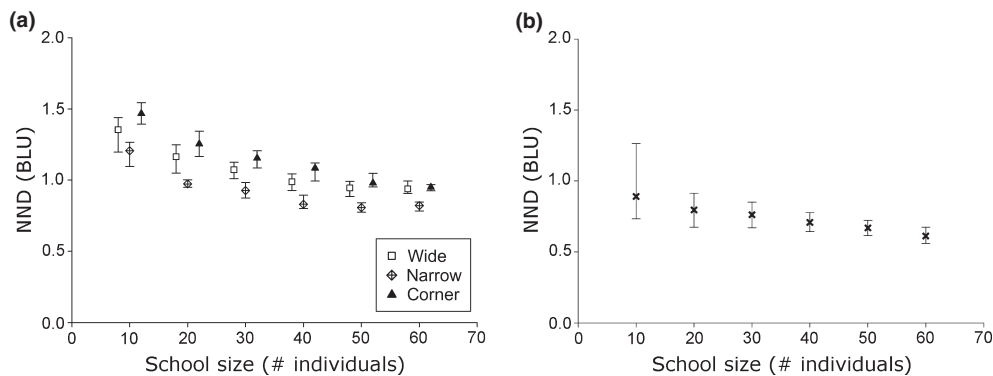 (a)
2.0
1.5
1.0
0.5
0.0
NND (BLU)
0 10 20 30 40 50 60 70
School size (# individuals)
Wide
Narrow
Corner
(b)
2.0
1.5
1.0
0.5
0.0
NND (BLU)
0 10 20 30 40 50 60 70
School size (# individuals)